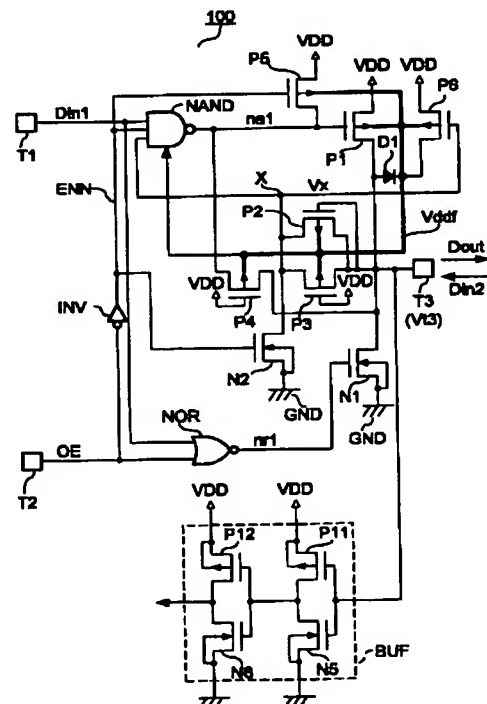 100
P5
VDD
VDD
VDD
P6
Din1
NAND
na1
P1
D1
T1
X
Vx
ENN
P2
Vddf
Dout
VDD
VDD
T3
Din2
(Vt3)
INV
P4
P3
N2
N1
GND
GND
NOR
nr1
OE
T2
VDD
VDD
P12
P11
N6
N5
BUF